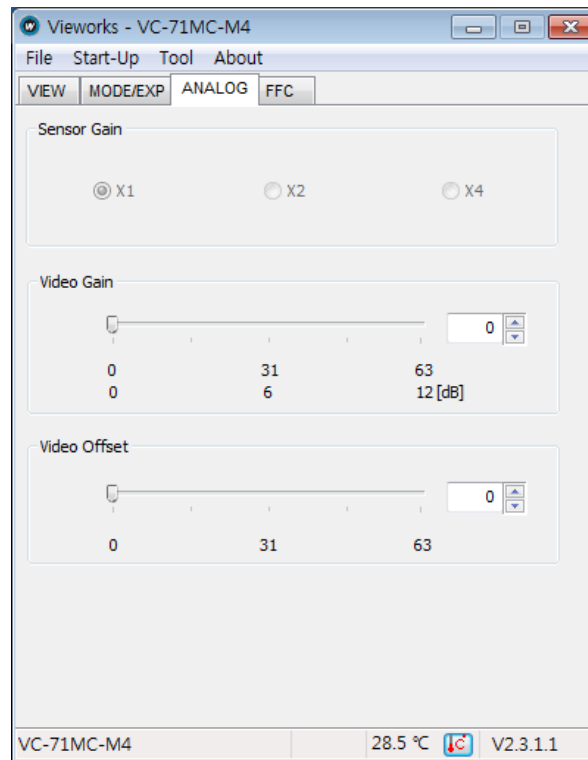 Vieworks - VC-71MC-M4
File Start-Up Tool About
VIEW MODE/EXP ANALOG FFC
Sensor Gain
X1 X2 X4
Video Gain
0
0 31 63
0 6 12 [dB]
Video Offset
0
0 31 63
VC-71MC-M4 28.5 ℃ C V2.3.1.1